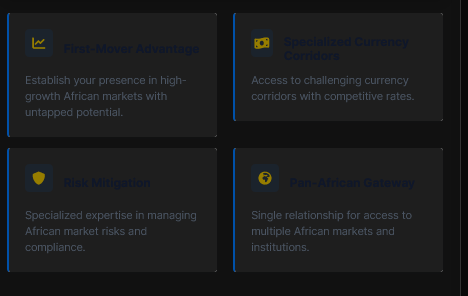 First-Mover Advantage
Establish your presence in high-
growth African markets with
untapped potential.
Specialized Currency
Corridors
Access to challenging currency
corridors with competitive rates.
Risk Mitigation
Specialized expertise in managing
African market risks and
compliance.
Pan-African Gateway
Single relationship for access to
multiple African markets and
institutions.